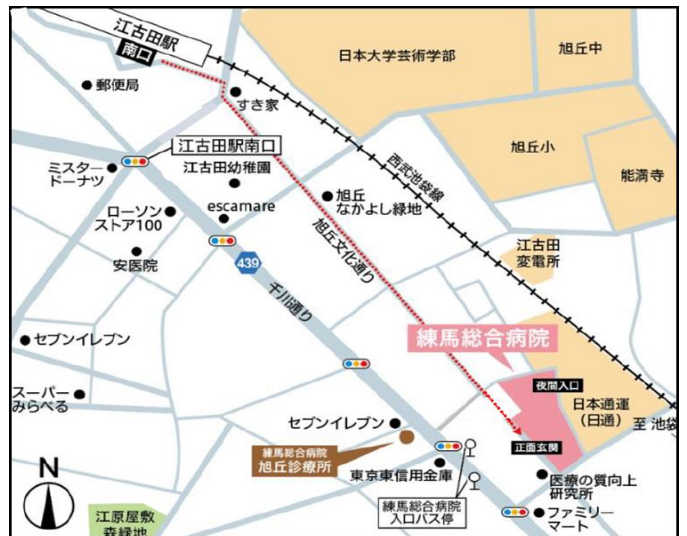 江古田駅
南口
郵便局
すき家
日本大学芸術学部
旭丘中
旭丘小
能満寺
江古田駅南口
ミスター
ドーナツ
江古田幼稚園
西武池袋線
escamare
旭丘
なかよし緑地
ローソン
ストア100
安医院
439
千川通り
旭丘文化通り
江古田
変電所
練馬総合病院
セブンイレブン
スーパー
みらべる
夜間入口
日本通運
(日通)
至 池袋
セブンイレブン
練馬総合病院
旭丘診療所
正面玄関
東京東信用金庫
医療の質向上
研究所
N
練馬総合病院
入口バス停
ファミリー
マート
江原屋敷
森緑地